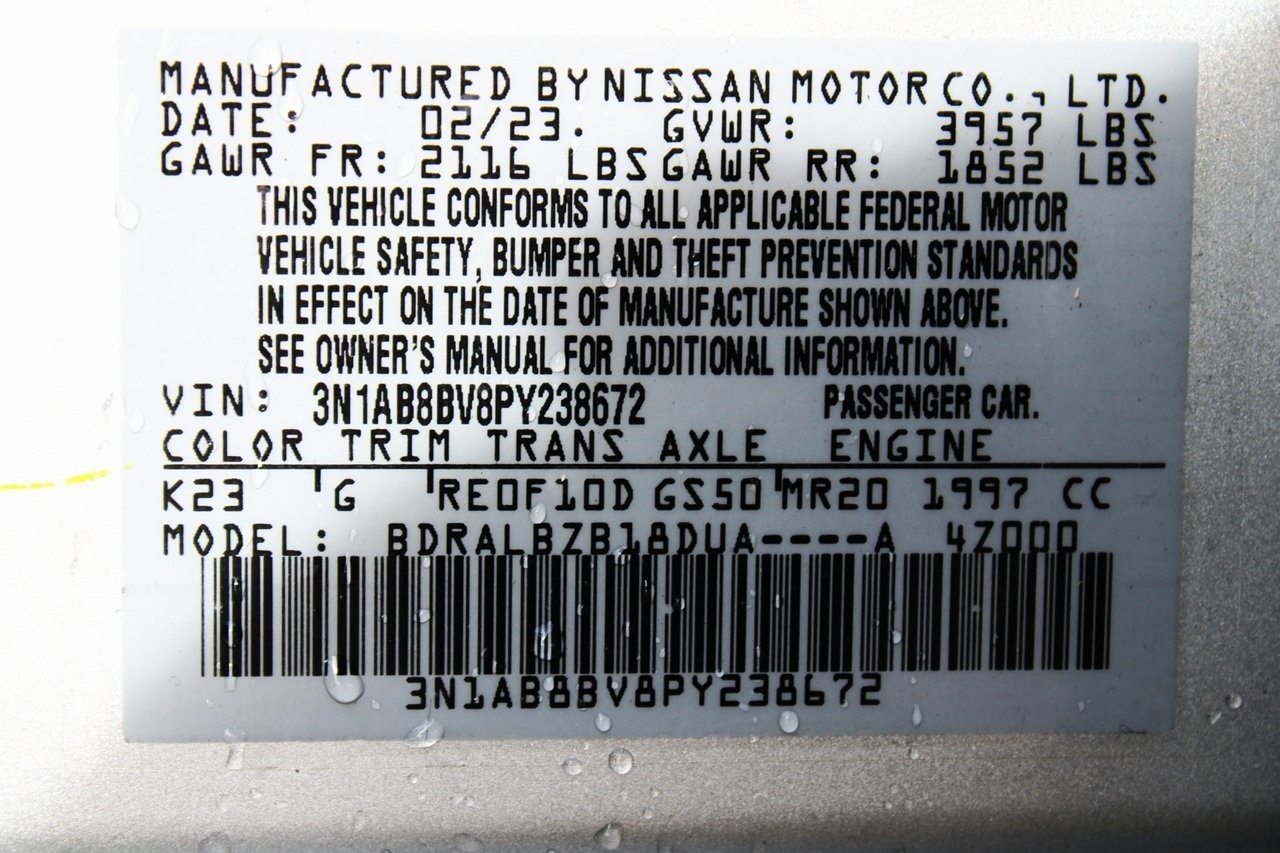 MANUFACTURED BY NISSAN MOTOR CO., LTD.
DATE: 02/23. GVWR: 3957 LBS
GAWR FR: 2116 LBS GAWR RR: 1852 LBS
THIS VEHICLE CONFORMS TO ALL APPLICABLE FEDERAL MOTOR
VEHICLE SAFETY, BUMPER AND THEFT PREVENTION STANDARDS
IN EFFECT ON THE DATE OF MANUFACTURE SHOWN ABOVE.
SEE OWNER'S MANUAL FOR ADDITIONAL INFORMATION.
VIN: 3N1AB8BV8PY238672 PASSENGER CAR.
COLOR TRIM TRANS AXLE ENGINE
K23 G RE0F10D GS50 MR20 1997 CC
MODEL: BDRALBZB18DUA----A 4Z000
3N1AB8BV8PY238672